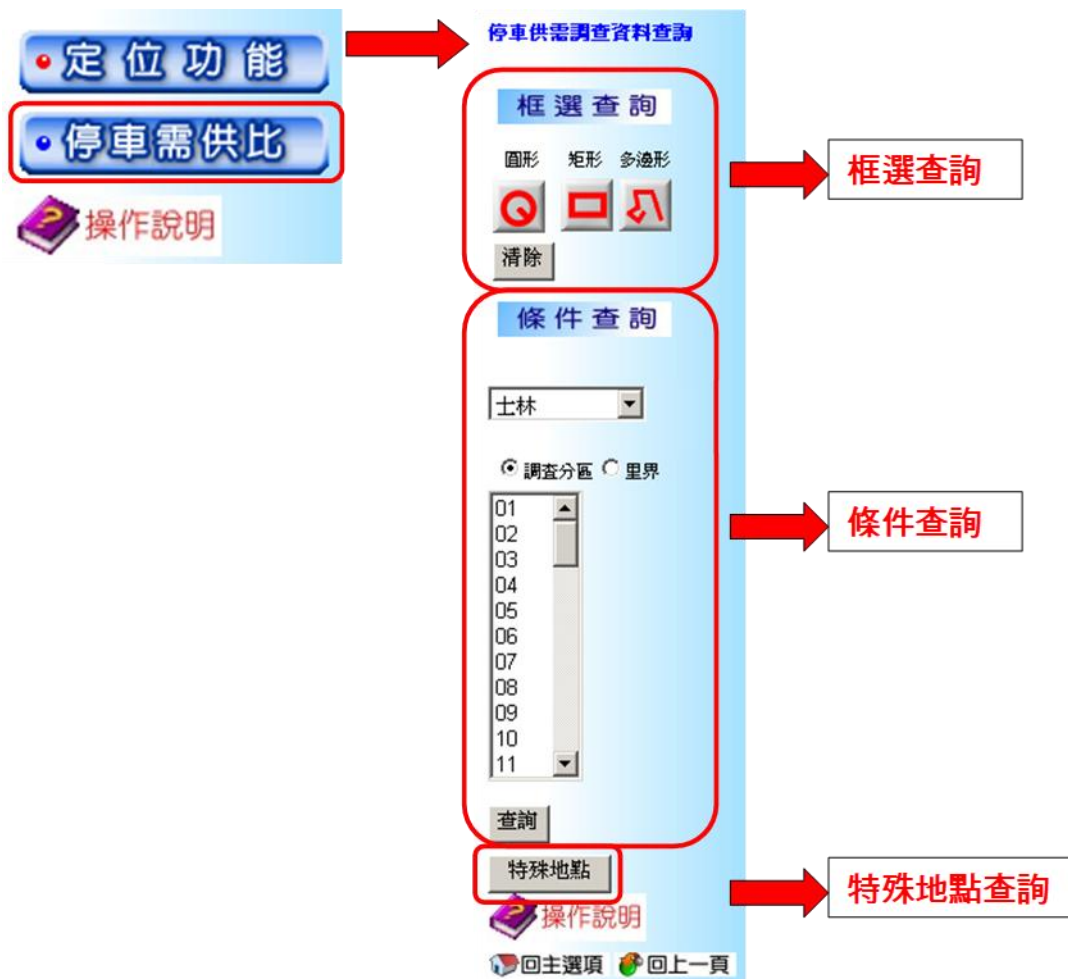 定位功能
停車需供比
操作說明
停車供需調查資料查詢
框選查詢
圓形 矩形 多邊形
清除
框選查詢
條件查詢
士林
調查分區 里界
01
02
03
04
05
06
07
08
09
10
11
條件查詢
查詢
特殊地點
特殊地點查詢
操作說明
回主選項 回上一頁